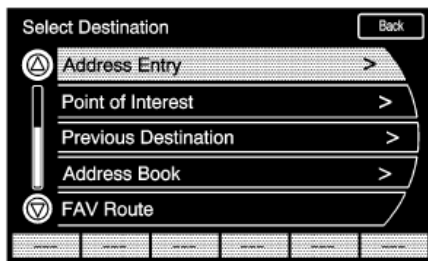 Select Destination
Back
Address Entry >
Point of Interest >
Previous Destination >
Address Book >
FAV Route
--- --- --- --- --- ---